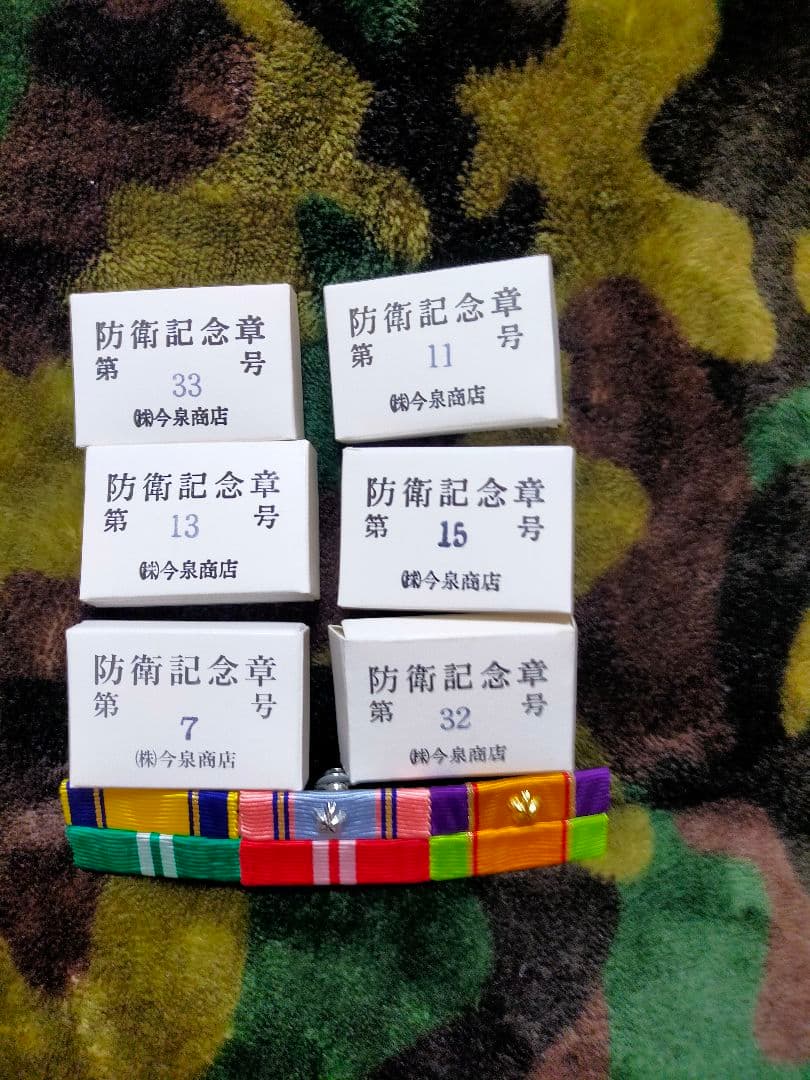 防衛記念章
第 33 号
㈱今泉商店
防衛記念章
第 11 号
㈱今泉商店
防衛記念章
第 13 号
㈱今泉商店
防衛記念章
第 15 号
㈱今泉商店
防衛記念章
第 7 号
(株)今泉商店
防衛記念章
第 32 号
㈱今泉商店